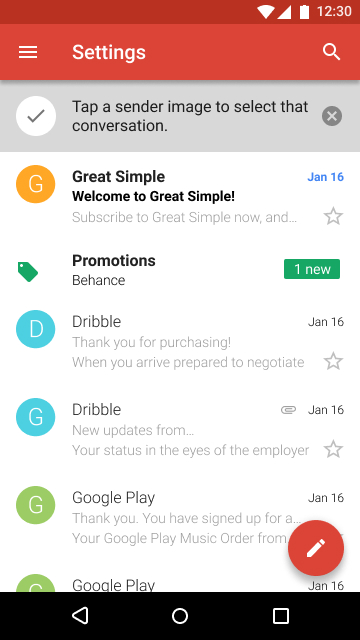 12:30
Settings
Tap a sender image to select that
conversation.
G
Great Simple
Jan 16
Welcome to Great Simple!
Subscribe to Great Simple now, and...
Promotions
1 new
Behance
D
Dribble
Jan 16
Thank you for purchasing!
When you arrive prepared to negotiate
G
Dribble
Jan 16
New updates from...
Your status in the eyes of the employer
G
Google Play
Jan 16
Thank you. You have signed up for a...
Your Google Play Music Order from
G
Google Play
Jan 16